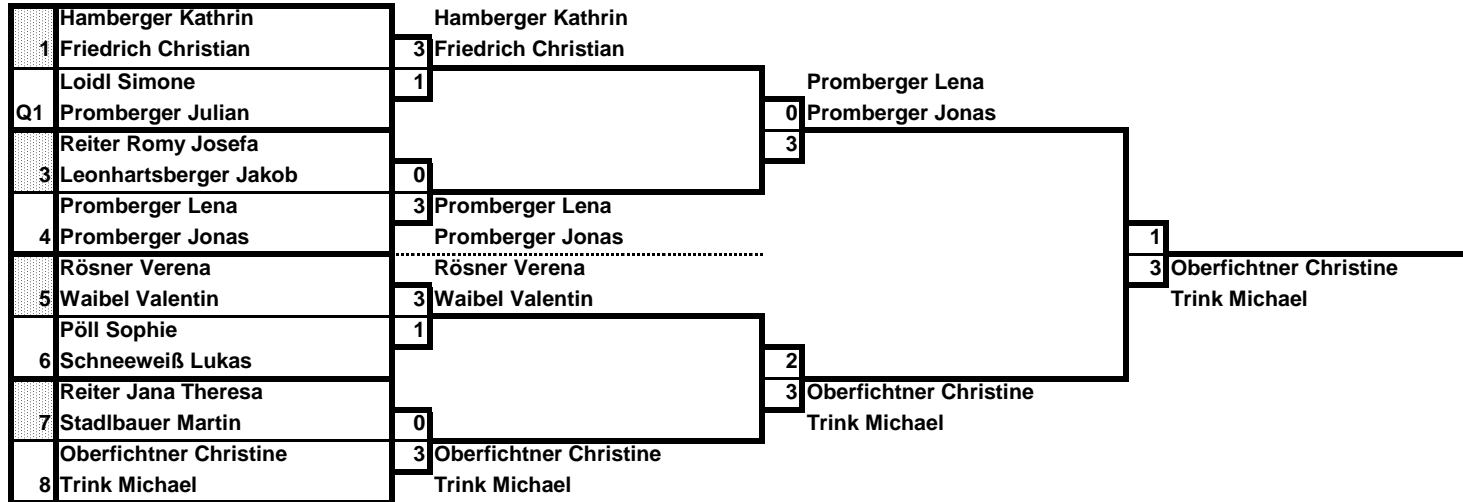 Hamberger Kathrin Hamberger Kathrin
1 Friedrich Christian 3 Friedrich Christian
Loidl Simone 1 Promberger Lena
Q1 Promberger Julian 0 Promberger Jonas
Reiter Romy Josefa 3
3 Leonhartsberger Jakob 0
Promberger Lena 3 Promberger Lena
4 Promberger Jonas Promberger Jonas 1
Rösner Verena Rösner Verena 3 Oberfichtner Christine
5 Waibel Valentin 3 Waibel Valentin Trink Michael
Pöll Sophie 1
6 Schneeweiß Lukas 2
Reiter Jana Theresa 3 Oberfichtner Christine
7 Stadlbauer Martin 0 Trink Michael
Oberfichtner Christine 3 Oberfichtner Christine
8 Trink Michael Trink Michael